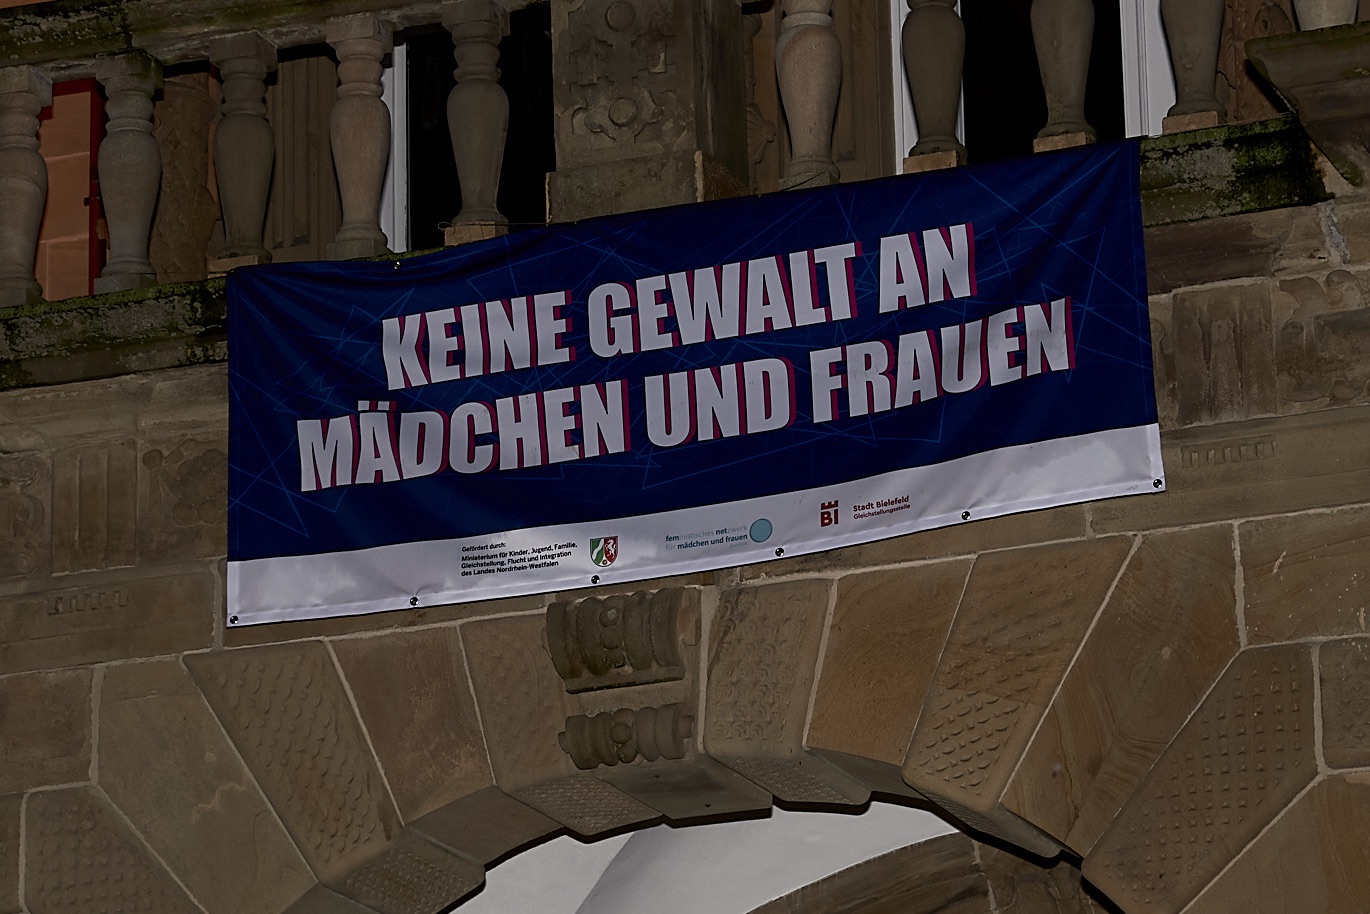 KEINE GEWALT AN
MÄDCHEN UND FRAUEN
Gefördert durch:
Ministerium für Kinder, Jugend, Familie,
Gleichstellung, Flucht und Integration
des Landes Nordrhein-Westfalen
feministisches netzwerk
für mädchen und frauen
BI
Stadt Bielefeld
Gleichstellungsstelle